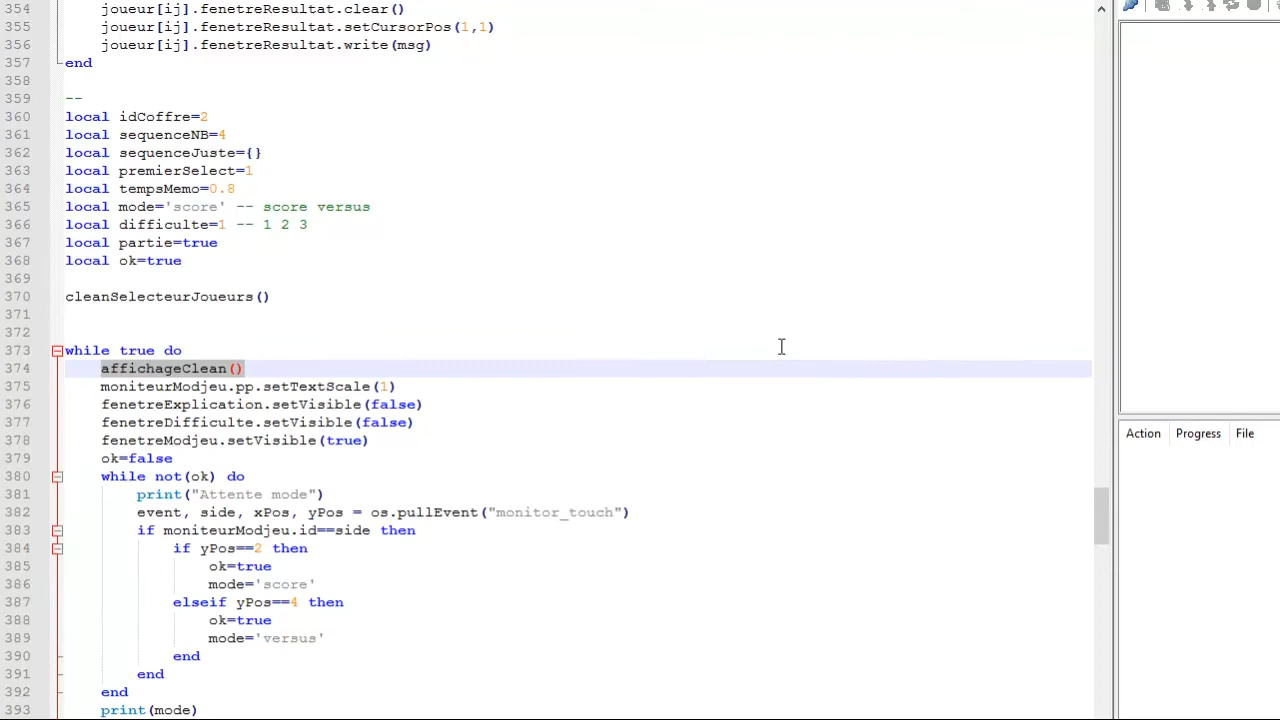 354 joueur[ij].fenetreResultat.clear()
355 joueur[ij].fenetreResultat.setCursorPos(1,1)
356 joueur[ij].fenetreResultat.write(msg)
357 end
358
359 --
360 local idCoffre=2
361 local sequenceNB=4
362 local sequenceJuste={}
363 local premierSelect=1
364 local tempsMemo=0.8
365 local mode='score' -- score versus
366 local difficulte=1 -- 1 2 3
367 local partie=true
368 local ok=true
369
370 cleanSelecteurJoueurs()
371
372
373 while true do
374 affichageClean()
375 moniteurModjeu.pp.setTextScale(1)
376 fenetreExplication.setVisible(false)
377 fenetreDifficulte.setVisible(false)
378 fenetreModjeu.setVisible(true)
379 ok=false
380 while not(ok) do
381 print("Attente mode")
382 event, side, xPos, yPos = os.pullEvent("monitor_touch")
383 if moniteurModjeu.id==side then
384 if yPos==2 then
385 ok=true
386 mode='score'
387 elseif yPos==4 then
388 ok=true
389 mode='versus'
390 end
391 end
392 end
393 print(mode)
Action Progress File